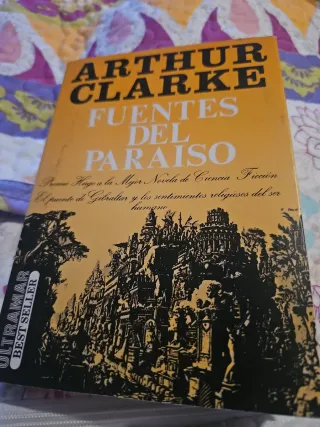 ARTHUR
CLARKE
FUENTES
DEL
PARAISO
Premio Hugo a la Mejor Novela de Ciencia Ficción
El puente de Gibraltar y los sentimientos religiosos del ser
humano
ULTRAMAR
BEST SELLER